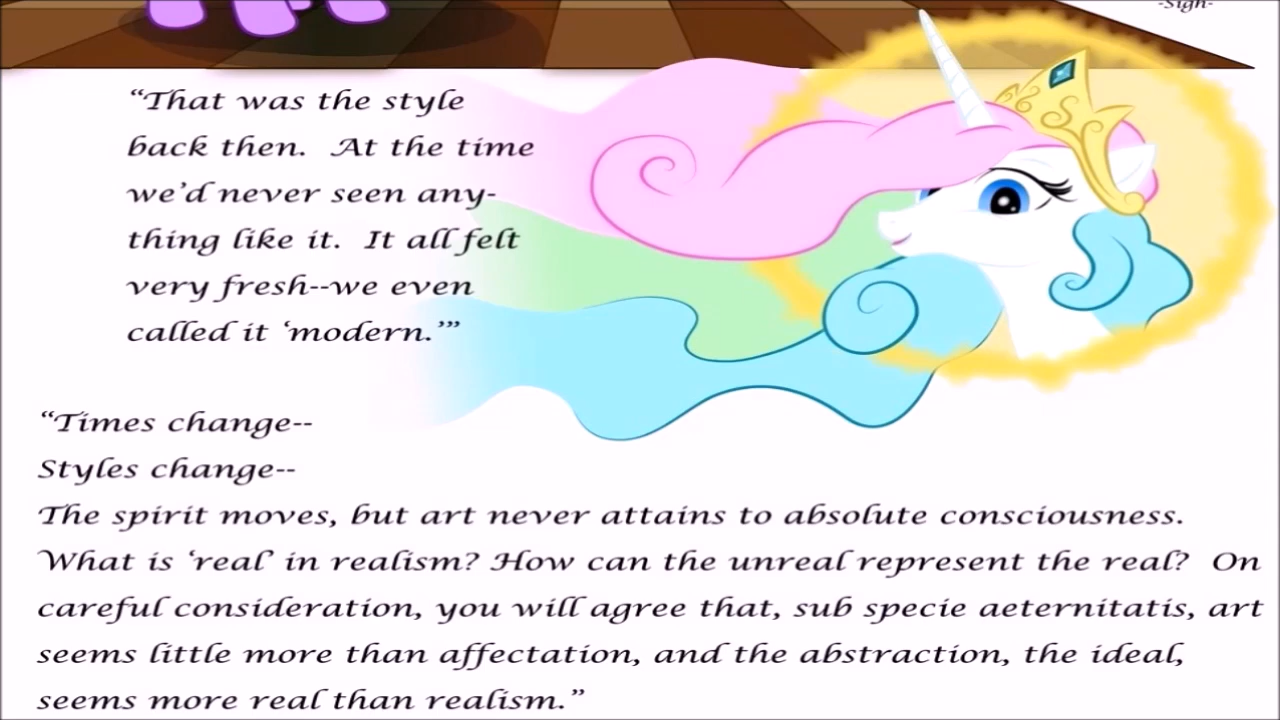 -Sigh-
“That was the style
back then.  At the time
we’d never seen any-
thing like it.  It all felt
very fresh--we even
called it ‘modern.’”
“Times change--
Styles change--
The spirit moves, but art never attains to absolute consciousness.
What is ‘real’ in realism? How can the unreal represent the real?  On
careful consideration, you will agree that, sub specie aeternitatis, art
seems little more than affectation, and the abstraction, the ideal,
seems more real than realism.”